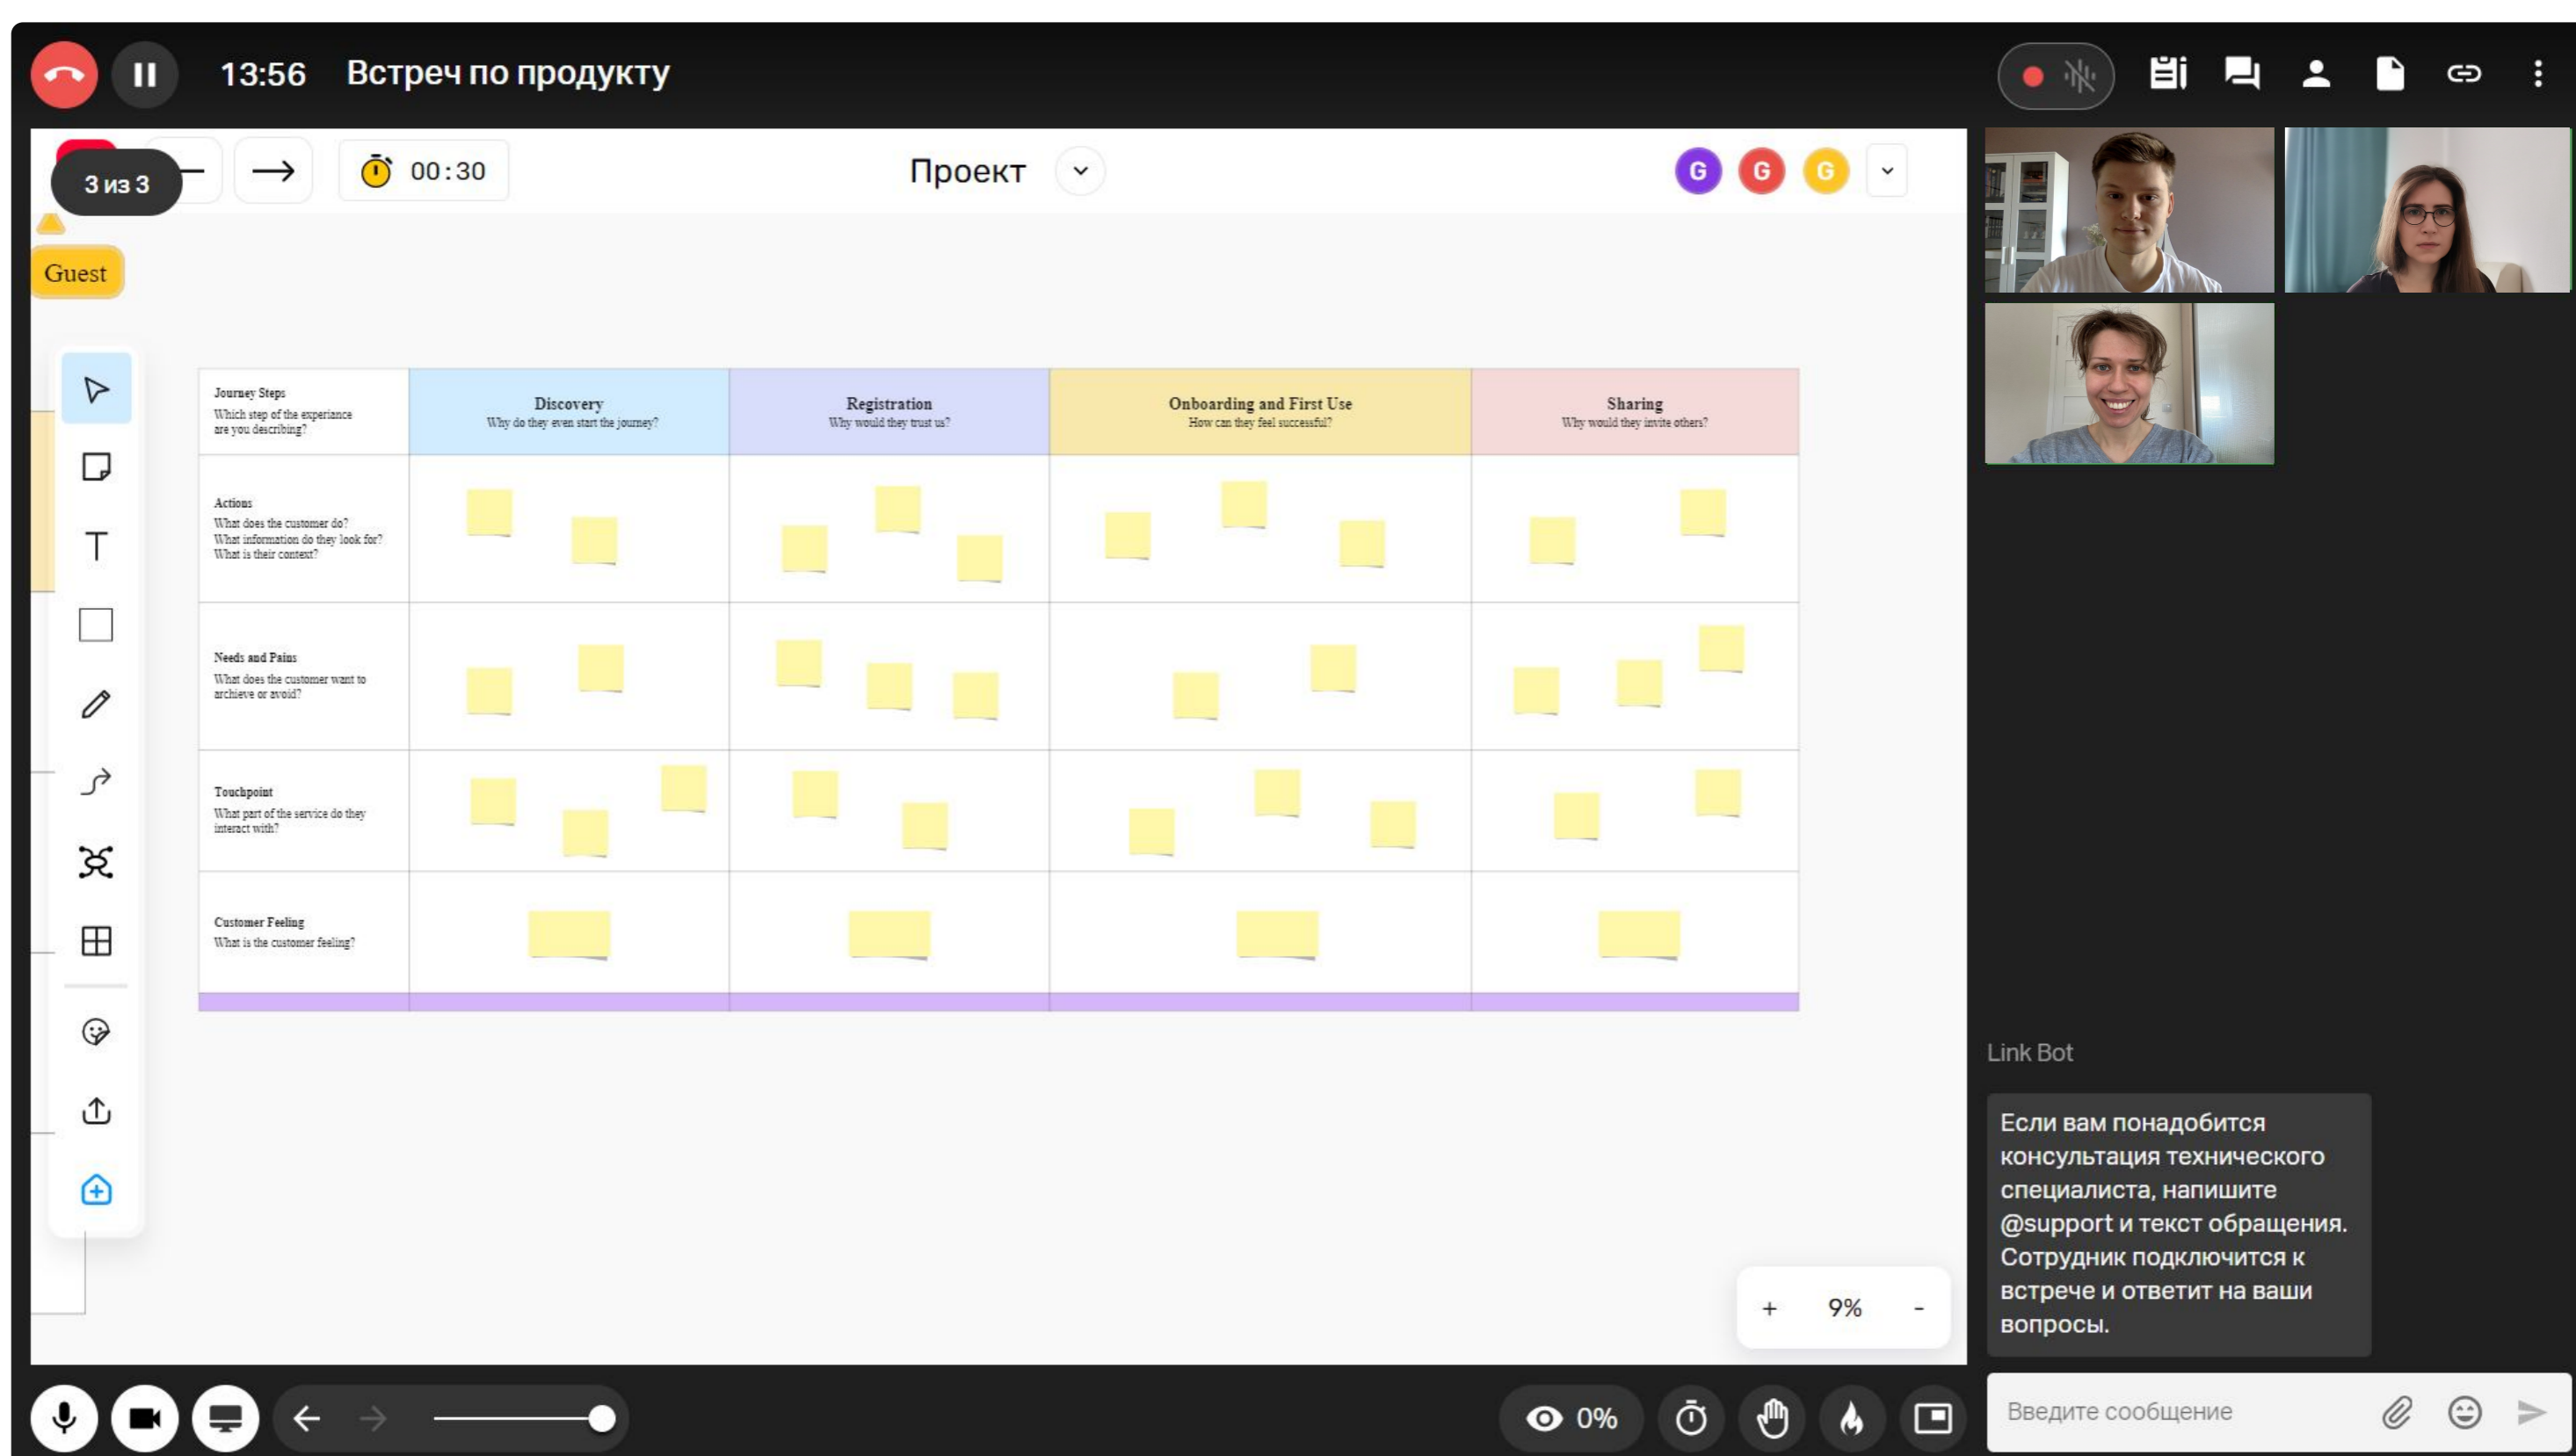 13:56 Встреч по продукту
3 из 3
00:30
Проект
G G G
Guest
Journey Steps
Which step of the experiance
are you describing?
Discovery
Why do they even start the journey?
Registration
Why would they trust us?
Onboarding and First Use
How can they feel successful?
Sharing
Why would they invite others?
Actions
What does the customer do?
What information do they look for?
What is their context?
Needs and Pains
What does the customer want to
archieve or avoid?
Touchpoint
What part of the service do they
interact with?
Customer Feeling
What is the customer feeling?
+ 9% -
0%
Link Bot
Если вам понадобится
консультация технического
специалиста, напишите
@support и текст обращения.
Сотрудник подключится к
встрече и ответит на ваши
вопросы.
Введите сообщение